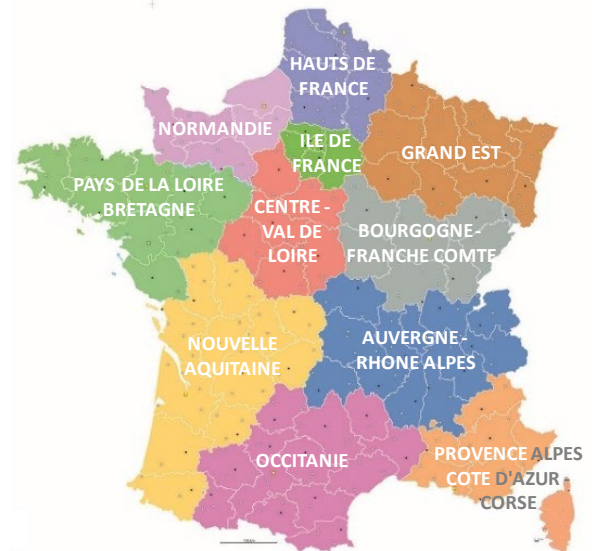 HAUTS DE
FRANCE
NORMANDIE
ILE DE
FRANCE
GRAND EST
PAYS DE LA LOIRE
BRETAGNE
CENTRE -
VAL DE
LOIRE
BOURGOGNE -
FRANCHE COMTE
NOUVELLE
AQUITAINE
AUVERGNE -
RHONE ALPES
OCCITANIE
PROVENCE ALPES
COTE D'AZUR
CORSE